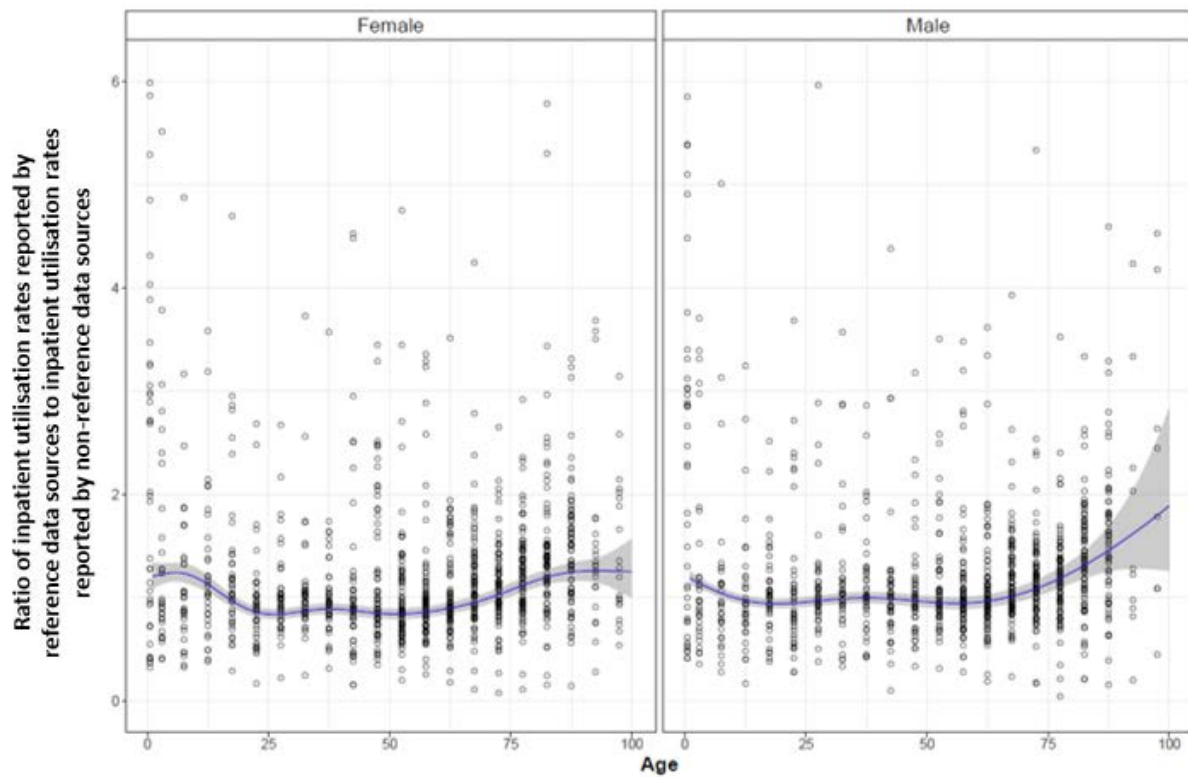 Female
Male
Ratio of inpatient utilisation rates reported by
reference data sources to inpatient utilisation rates
reported by non-reference data sources
6
4
2
0
0
25
50
75
100
0
25
50
75
100
Age